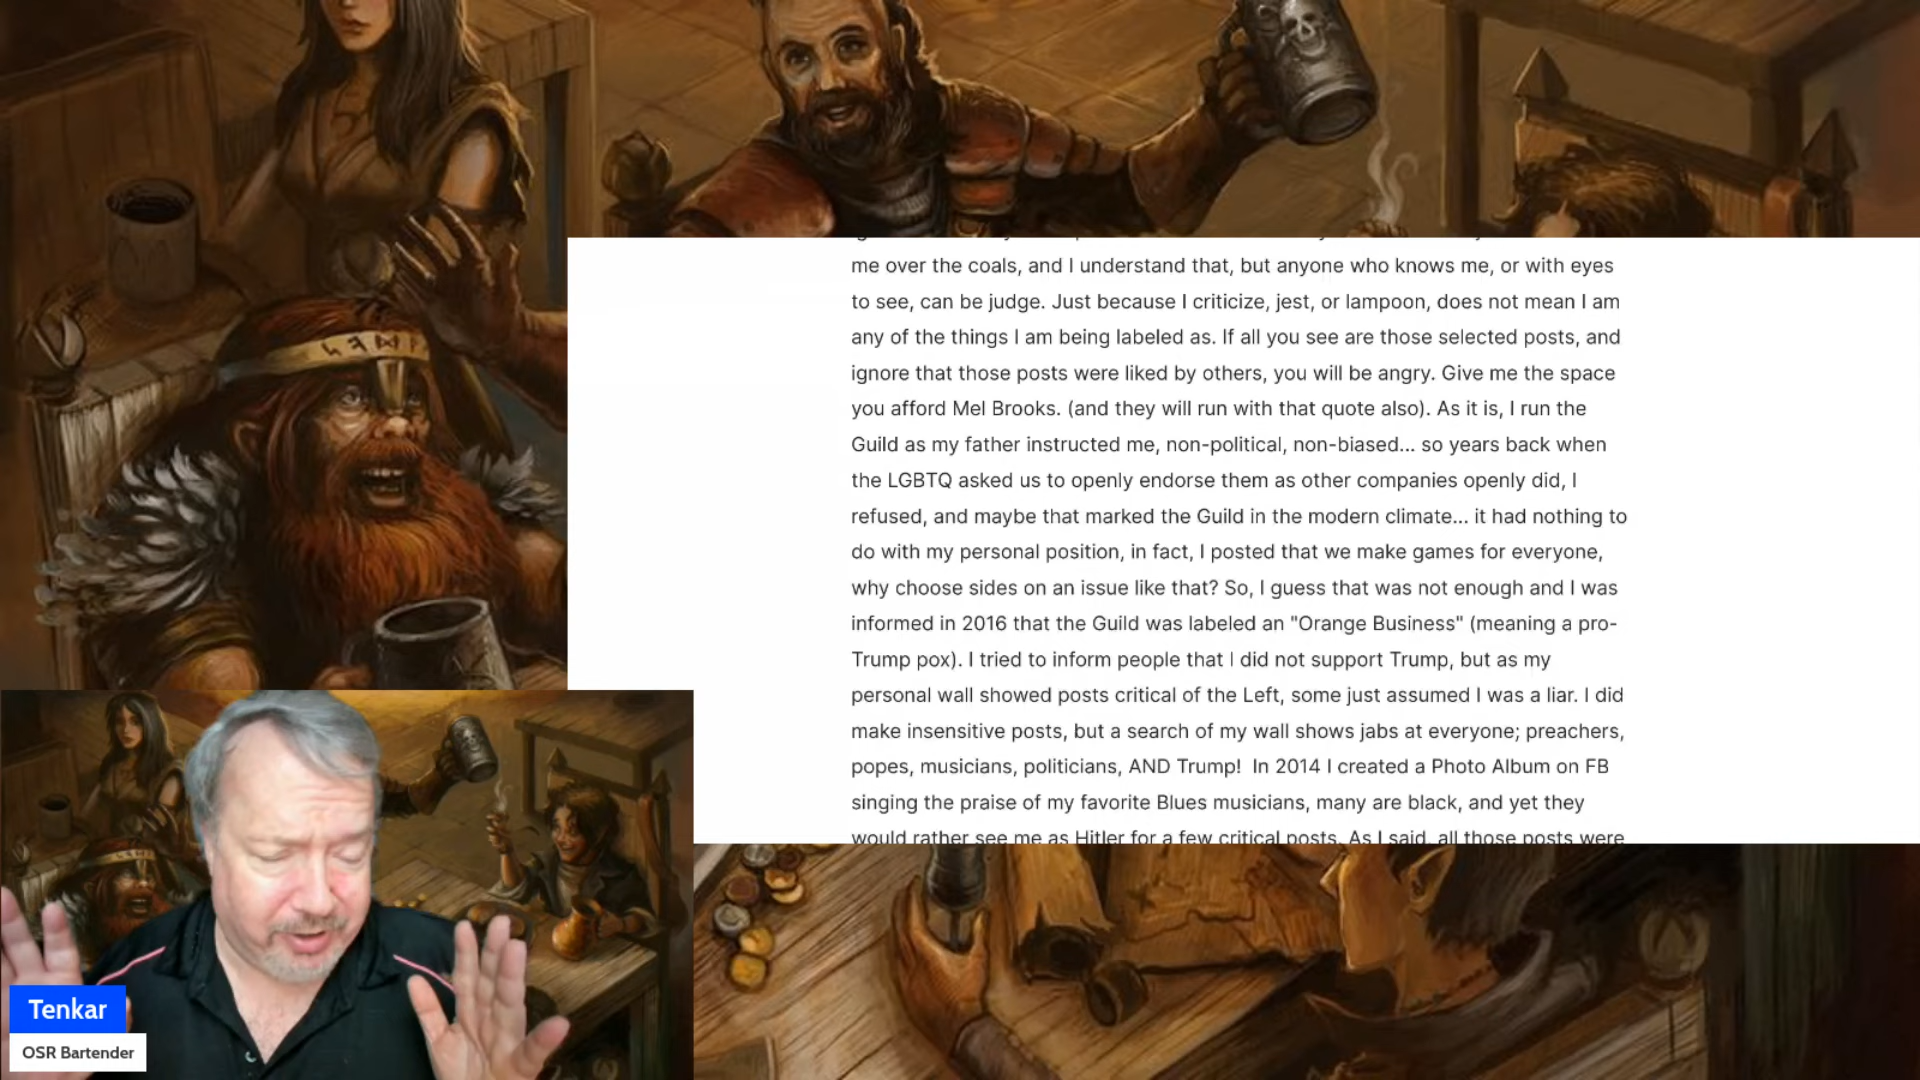 me over the coals, and I understand that, but anyone who knows me, or with eyes
to see, can be judge. Just because I criticize, jest, or lampoon, does not mean I am
any of the things I am being labeled as. If all you see are those selected posts, and
ignore that those posts were liked by others, you will be angry. Give me the space
you afford Mel Brooks. (and they will run with that quote also). As it is, I run the
Guild as my father instructed me, non-political, non-biased... so years back when
the LGBTQ asked us to openly endorse them as other companies openly did, I
refused, and maybe that marked the Guild in the modern climate... it had nothing to
do with my personal position, in fact, I posted that we make games for everyone,
why choose sides on an issue like that? So, I guess that was not enough and I was
informed in 2016 that the Guild was labeled an "Orange Business" (meaning a pro-
Trump pox). I tried to inform people that I did not support Trump, but as my
personal wall showed posts critical of the Left, some just assumed I was a liar. I did
make insensitive posts, but a search of my wall shows jabs at everyone; preachers,
popes, musicians, politicians, AND Trump!  In 2014 I created a Photo Album on FB
singing the praise of my favorite Blues musicians, many are black, and yet they
would rather see me as Hitler for a few critical posts. As I said, all those posts were
Tenkar
OSR Bartender